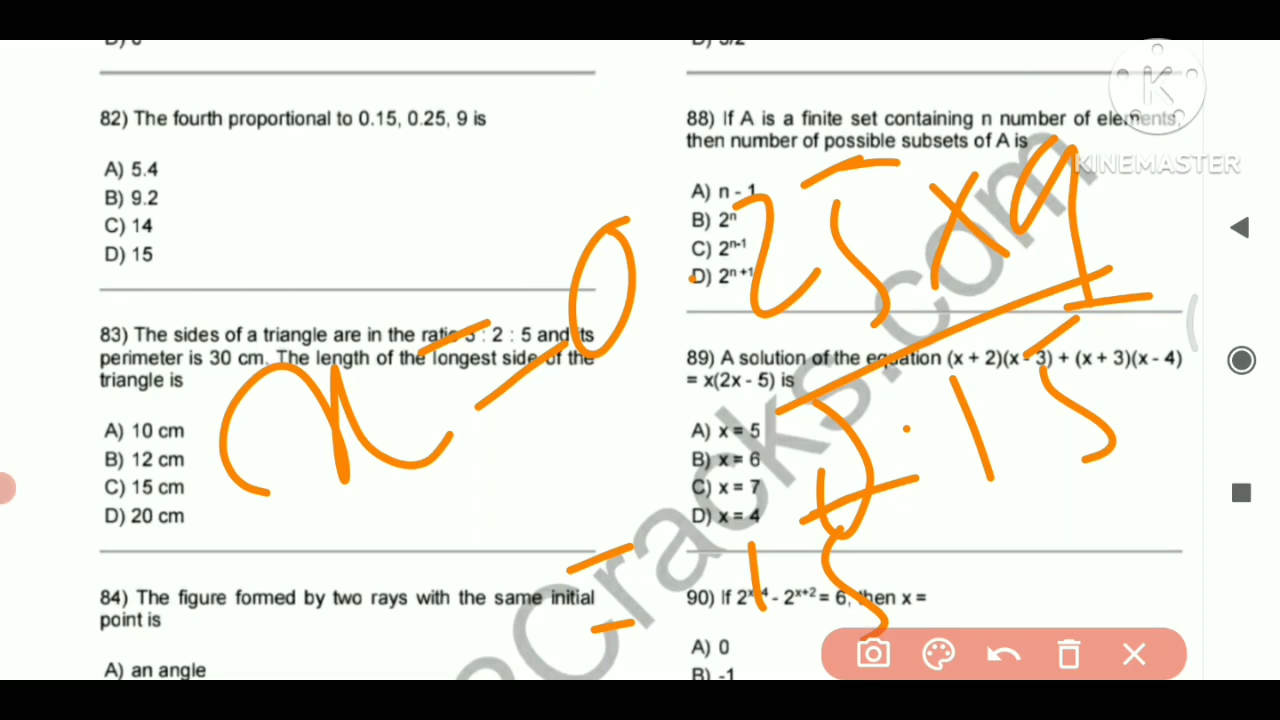 82) The fourth proportional to 0.15, 0.25, 9 is
A) 5.4
B) 9.2
C) 14
D) 15
83) The sides of a triangle are in the ratio 3 : 2 : 5 and its
perimeter is 30 cm. The length of the longest side of the
triangle is
A) 10 cm
B) 12 cm
C) 15 cm
D) 20 cm
84) The figure formed by two rays with the same initial
point is
A) an angle
D) 3/2
88) If A is a finite set containing n number of elements,
then number of possible subsets of A is
A) n - 1
B) 2ⁿ
C) 2ⁿ⁻¹
D) 2ⁿ⁺¹
89) A solution of the equation (x + 2)(x - 3) + (x + 3)(x - 4)
= x(2x - 5) is
A) x = 5
B) x = 6
C) x = 7
D) x = 4
90) If 2ˣ⁺⁴ - 2ˣ⁺² = 6, then x =
A) 0
B) -1
K
KINEMASTER
Cracks.com
x = 0
25 x 9
0.15
= 15